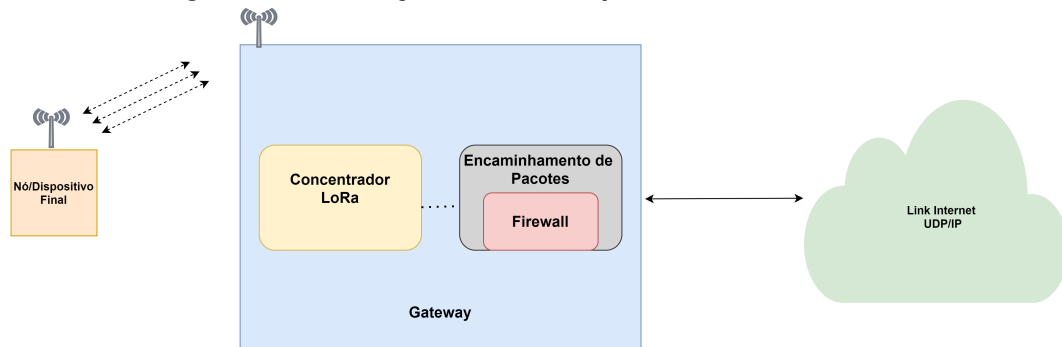 Nó/Dispositivo
Final
Concentrador
LoRa
Encaminhamento de
Pacotes
Firewall
Gateway
Link Internet
UDP/IP